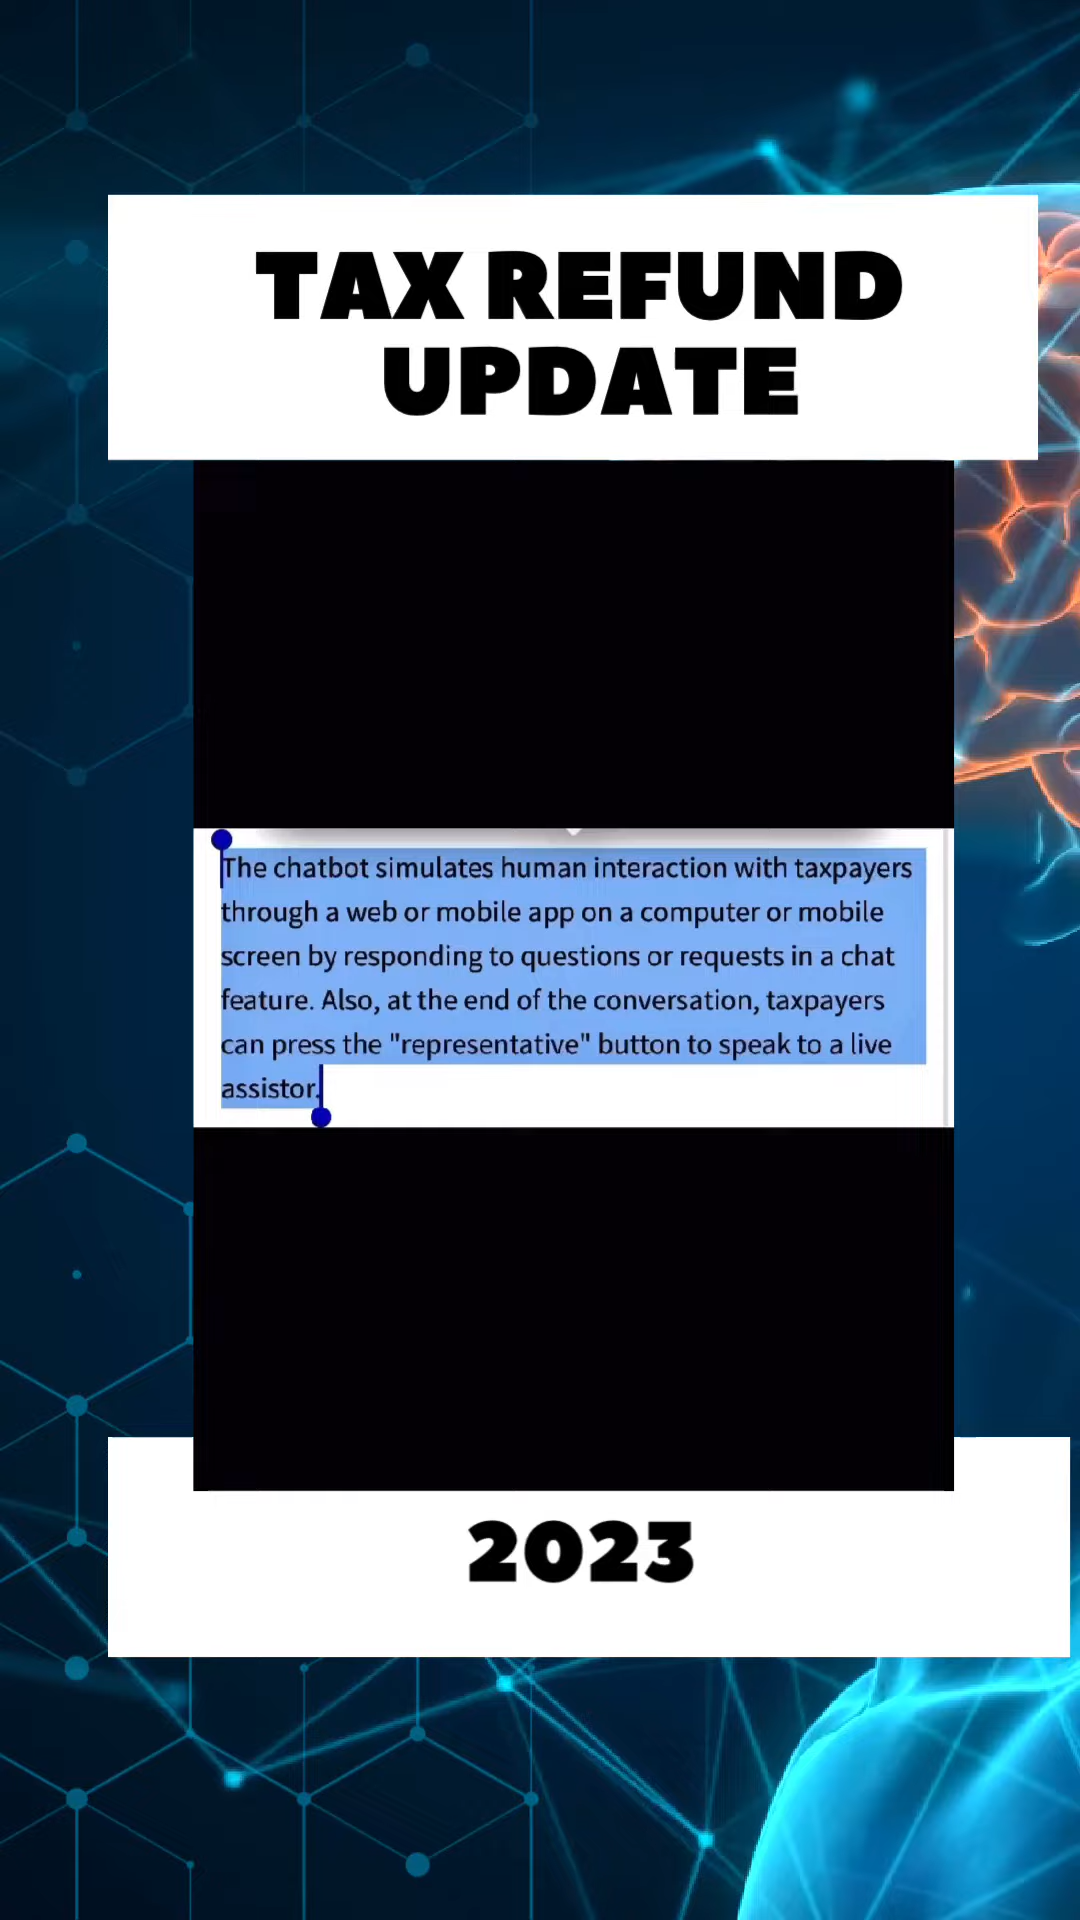 TAX REFUND
UPDATE
The chatbot simulates human interaction with taxpayers
through a web or mobile app on a computer or mobile
screen by responding to questions or requests in a chat
feature. Also, at the end of the conversation, taxpayers
can press the "representative" button to speak to a live
assistor.
2023